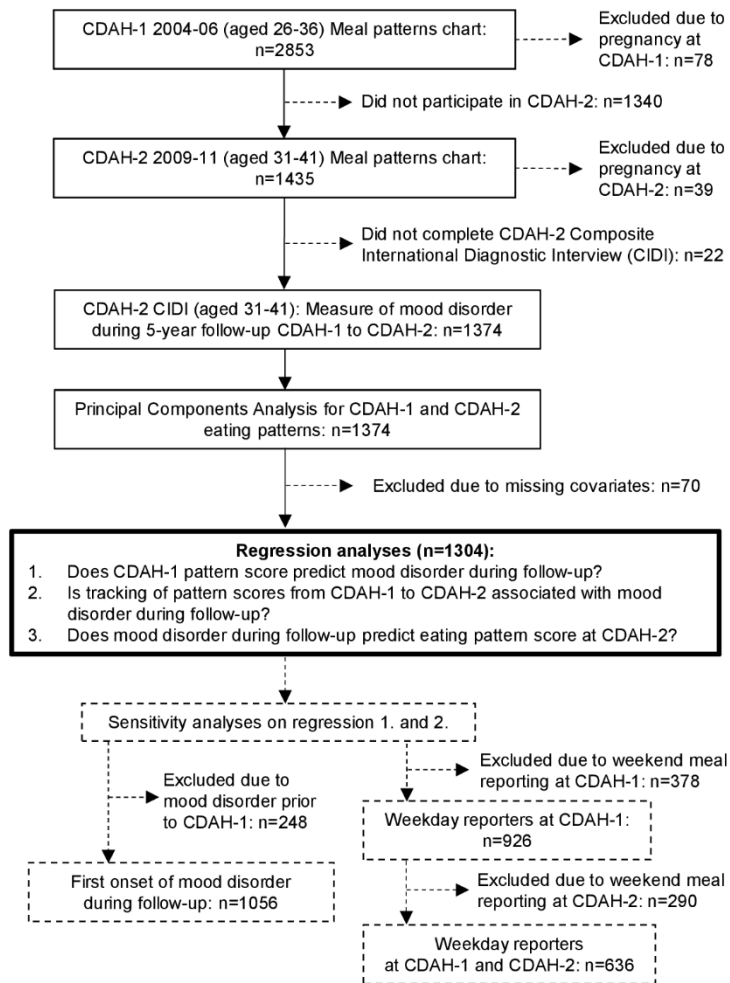 CDAH-1 2004-06 (aged 26-36) Meal patterns chart:
n=2853
Excluded due to
pregnancy at
CDAH-1: n=78
Did not participate in CDAH-2: n=1340
CDAH-2 2009-11 (aged 31-41) Meal patterns chart:
n=1435
Excluded due to
pregnancy at
CDAH-2: n=39
Did not complete CDAH-2 Composite
International Diagnostic Interview (CIDI): n=22
CDAH-2 CIDI (aged 31-41): Measure of mood disorder
during 5-year follow-up CDAH-1 to CDAH-2: n=1374
Principal Components Analysis for CDAH-1 and CDAH-2
eating patterns: n=1374
Excluded due to missing covariates: n=70
Regression analyses (n=1304):
1. Does CDAH-1 pattern score predict mood disorder during follow-up?
2. Is tracking of pattern scores from CDAH-1 to CDAH-2 associated with mood
disorder during follow-up?
3. Does mood disorder during follow-up predict eating pattern score at CDAH-2?
Sensitivity analyses on regression 1. and 2.
Excluded due to
mood disorder prior
to CDAH-1: n=248
First onset of mood disorder
during follow-up: n=1056
Excluded due to weekend meal
reporting at CDAH-1: n=378
Weekday reporters at CDAH-1:
n=926
Excluded due to weekend meal
reporting at CDAH-2: n=290
Weekday reporters
at CDAH-1 and CDAH-2: n=636